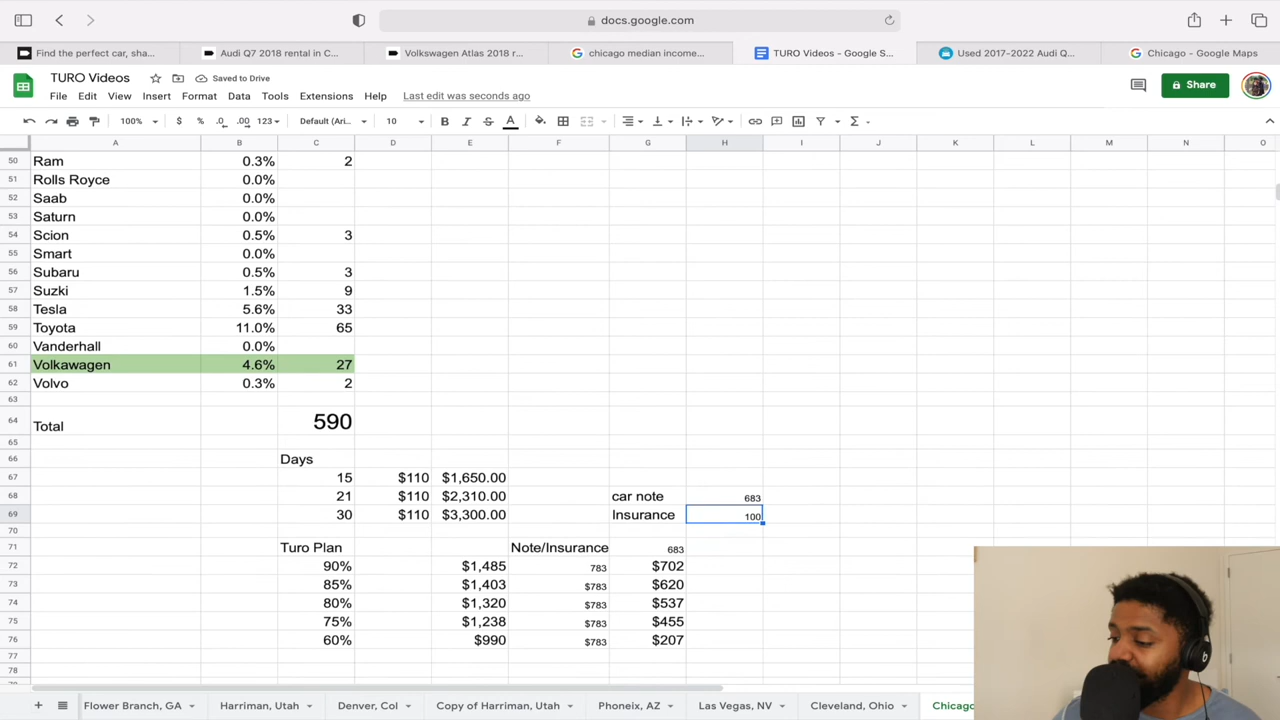 docs.google.com
Find the perfect car, sha...
Audi Q7 2018 rental in C...
Volkswagen Atlas 2018 r...
chicago median income...
TURO Videos - Google S...
Used 2017-2022 Audi Q...
Chicago - Google Maps
TURO Videos
Saved to Drive
File Edit View Insert Format Data Tools Extensions Help Last edit was seconds ago
Share
100% $ % .0 .00 123 Default (Ari... 10 B I S A
A B C D E F G H I J K L M N O
50 Ram 0.3% 2
51 Rolls Royce 0.0%
52 Saab 0.0%
53 Saturn 0.0%
54 Scion 0.5% 3
55 Smart 0.0%
56 Subaru 0.5% 3
57 Suzki 1.5% 9
58 Tesla 5.6% 33
59 Toyota 11.0% 65
60 Vanderhall 0.0%
61 Volkawagen 4.6% 27
62 Volvo 0.3% 2
63
64 Total 590
65
66 Days
67 15 $110 $1,650.00
68 21 $110 $2,310.00 car note 683
69 30 $110 $3,300.00 Insurance 100
70
71 Turo Plan Note/Insurance 683
72 90% $1,485 783 $702
73 85% $1,403 $783 $620
74 80% $1,320 $783 $537
75 75% $1,238 $783 $455
76 60% $990 $783 $207
77
78
Flower Branch, GA Harriman, Utah Denver, Col Copy of Harriman, Utah Phoneix, AZ Las Vegas, NV Cleveland, Ohio Chicago